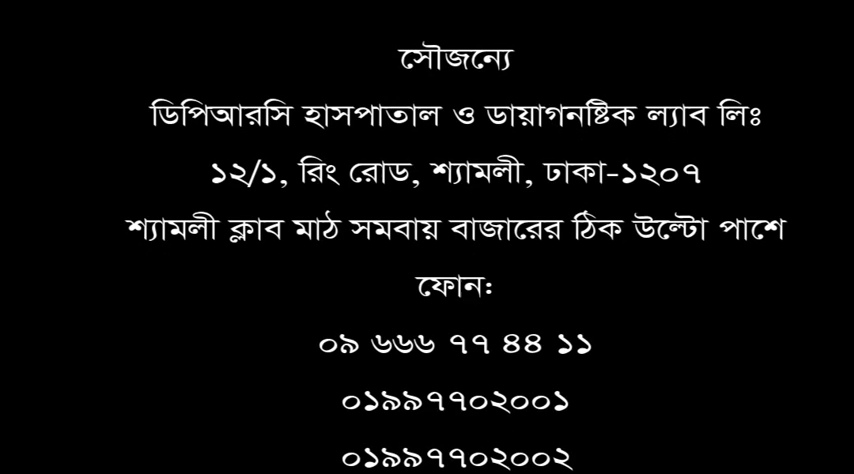 সৌজন্যে
ডিপিআরসি হাসপাতাল ও ডায়াগনষ্টিক ল্যাব লিঃ
১২/১, রিং রোড, শ্যামলী, ঢাকা-১২০৭
শ্যামলী ক্লাব মাঠ সমবায় বাজারের ঠিক উল্টো পাশে
ফোন:
০৯ ৬৬৬ ৭৭ ৪৪ ১১
০১৯৯৭৭০২০০১
০১৯৯৭৭০২০০২